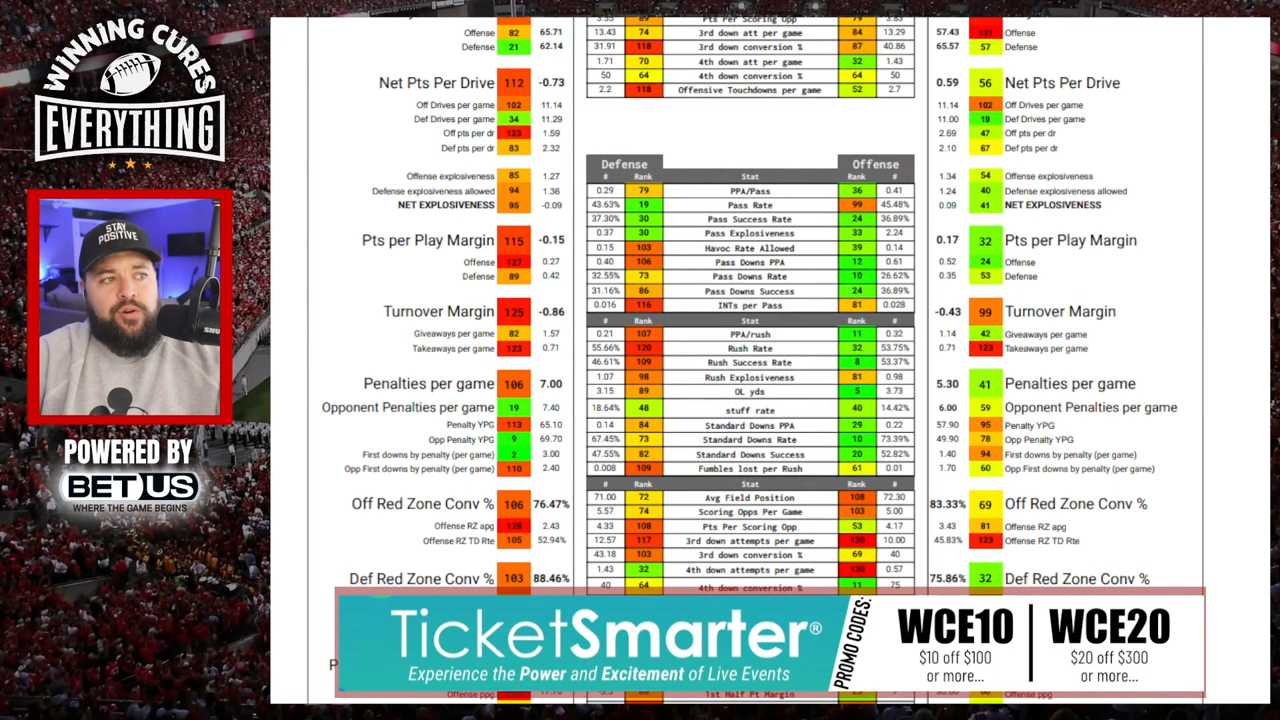 WINNING CURES
EVERYTHING
STAY
POSITIVE
POWERED BY
BETUS
WHERE THE GAME BEGINS
Offense 82 65.71
Defense 21 62.14
Net Pts Per Drive 112 -0.73
Off Drives per game 102 11.14
Def Drives per game 34 11.29
Off pts per dr 123 1.59
Def pts per dr 83 2.32
Offense explosiveness 85 1.27
Defense explosiveness allowed 94 1.36
NET EXPLOSIVENESS 95 -0.09
Pts per Play Margin 115 -0.15
Offense 127 0.27
Defense 89 0.42
Turnover Margin 125 -0.86
Giveaways per game 82 1.57
Takeaways per game 123 0.71
Penalties per game 106 7.00
Opponent Penalties per game 19 7.40
Penalty YPG 113 65.10
Opp Penalty YPG 9 69.70
First downs by penalty (per game) 2 3.00
Opp First downs by penalty (per game) 110 2.40
Off Red Zone Conv % 106 76.47%
Offense RZ apg 128 2.43
Offense RZ TD Rte 105 52.94%
Def Red Zone Conv % 103 88.46%
3.55 89 Pts Per Scoring Opp 79 3.83
13.43 74 3rd down att per game 84 13.29
31.91 118 3rd down conversion % 87 40.86
1.71 70 4th down att per game 32 1.43
50 64 4th down conversion % 64 50
2.2 118 Offensive Touchdowns per game 52 2.7
Defense Offense
# Rank Stat Rank #
0.29 79 PPA/Pass 36 0.41
43.63% 19 Pass Rate 99 45.48%
37.30% 30 Pass Success Rate 24 36.89%
0.37 30 Pass Explosiveness 33 2.24
0.15 103 Havoc Rate Allowed 39 0.14
0.40 106 Pass Downs PPA 12 0.61
32.55% 73 Pass Downs Rate 10 26.62%
31.16% 86 Pass Downs Success 24 36.89%
0.016 116 INTs per Pass 81 0.028
# Rank Stat Rank #
0.21 107 PPA/rush 11 0.32
55.66% 120 Rush Rate 32 53.75%
46.61% 109 Rush Success Rate 8 53.37%
1.07 98 Rush Explosiveness 81 0.98
3.15 89 OL yds 5 3.73
18.64% 48 stuff rate 40 14.42%
0.14 84 Standard Downs PPA 29 0.22
67.45% 73 Standard Downs Rate 10 73.39%
47.55% 82 Standard Downs Success 20 52.82%
0.008 109 Fumbles lost per Rush 61 0.01
# Rank Stat Rank #
71.00 72 Avg Field Position 108 72.30
5.57 74 Scoring Opps Per Game 103 5.00
4.33 108 Pts Per Scoring Opp 53 4.17
12.57 117 3rd down attempts per game 130 10.00
43.18 103 3rd down conversion % 69 40
1.43 32 4th down attempts per game 130 0.57
40 64 4th down conversion % 11 75
1st Half Pt Margin
57.43 131 Offense
65.57 57 Defense
0.59 56 Net Pts Per Drive
11.14 102 Off Drives per game
11.00 19 Def Drives per game
2.69 47 Off pts per dr
2.10 67 Def pts per dr
1.34 54 Offense explosiveness
1.24 40 Defense explosiveness allowed
0.09 41 NET EXPLOSIVENESS
0.17 32 Pts per Play Margin
0.52 24 Offense
0.35 53 Defense
-0.43 99 Turnover Margin
1.14 42 Giveaways per game
0.71 123 Takeaways per game
5.30 41 Penalties per game
6.00 59 Opponent Penalties per game
57.90 95 Penalty YPG
49.90 78 Opp Penalty YPG
1.40 94 First downs by penalty (per game)
1.70 60 Opp First downs by penalty (per game)
83.33% 69 Off Red Zone Conv %
3.43 81 Offense RZ apg
45.83% 123 Offense RZ TD Rte
75.86% 32 Def Red Zone Conv %
Offense ppg
Offense ppg
TicketSmarter®
Experience the Power and Excitement of Live Events
PROMO CODES:
WCE10 | WCE20
$10 off $100 $20 off $300
or more... or more...